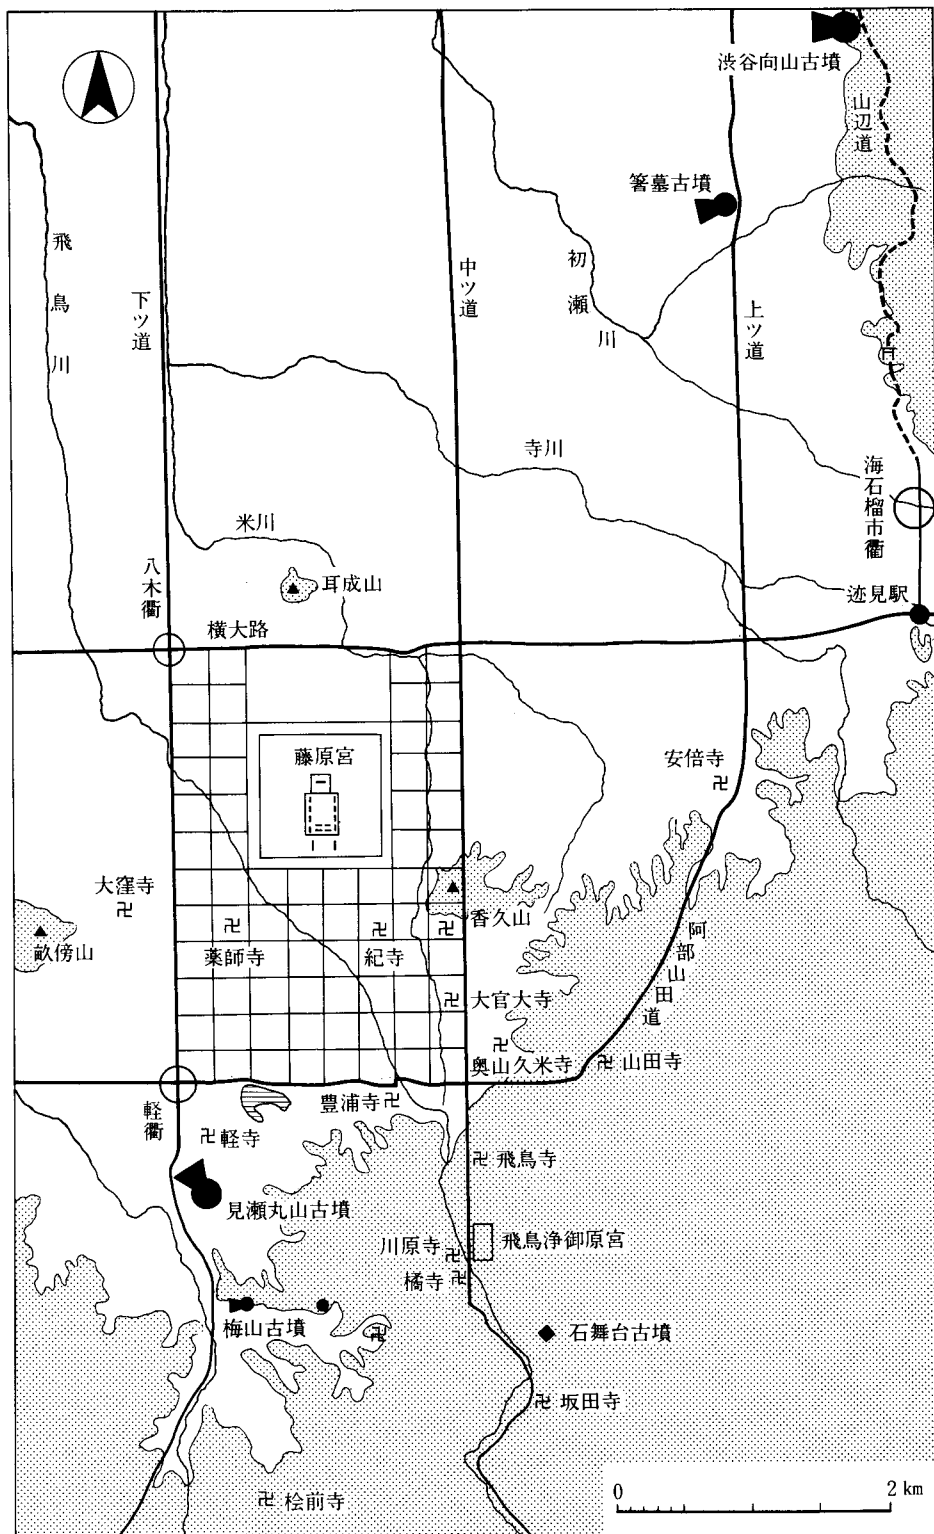 渋谷向山古墳
山辺道
箸墓古墳
飛鳥川
下ツ道
中ツ道
初瀬川
上ツ道
寺川
海石榴市衢
米川
耳成山
八木衢
迹見駅
横大路
藤原宮
安倍寺
大窪寺
香久山
畝傍山
薬師寺
紀寺
阿部山田道
大官大寺
奥山久米寺
山田寺
軽衢
豊浦寺
軽寺
飛鳥寺
見瀬丸山古墳
川原寺
飛鳥浄御原宮
橘寺
梅山古墳
石舞台古墳
坂田寺
桧前寺
0 2 km